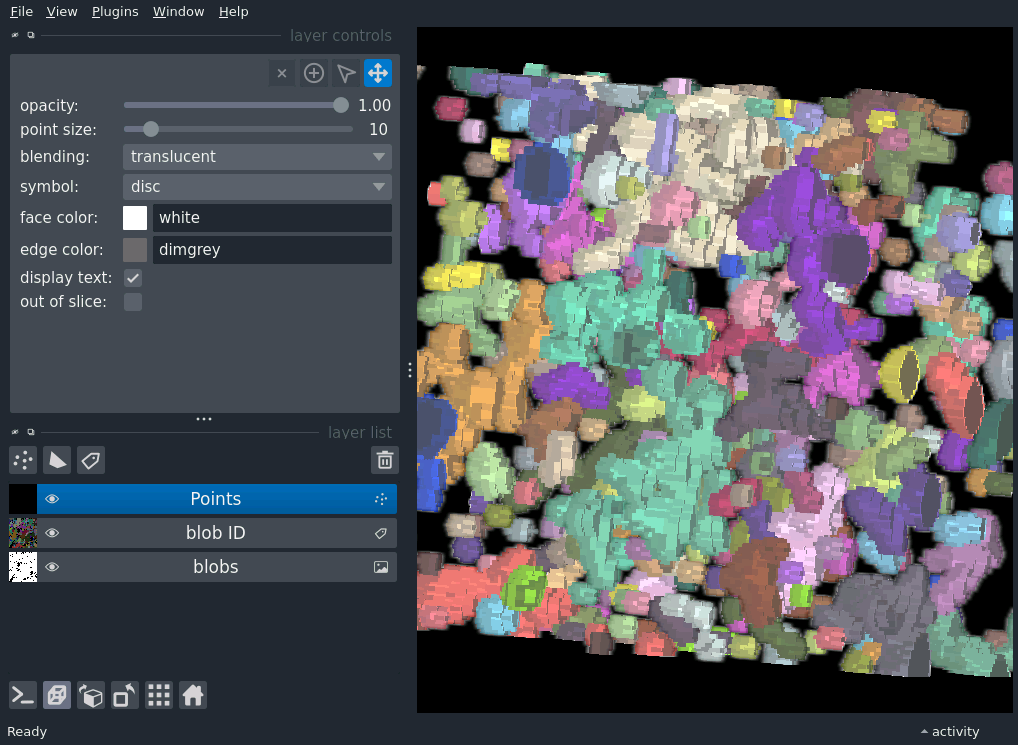 File View Plugins Window Help
layer controls
opacity: 1.00
point size: 10
blending: translucent
symbol: disc
face color: white
edge color: dimgrey
display text:
out of slice:
layer list
Points
blob ID
blobs
Ready activity